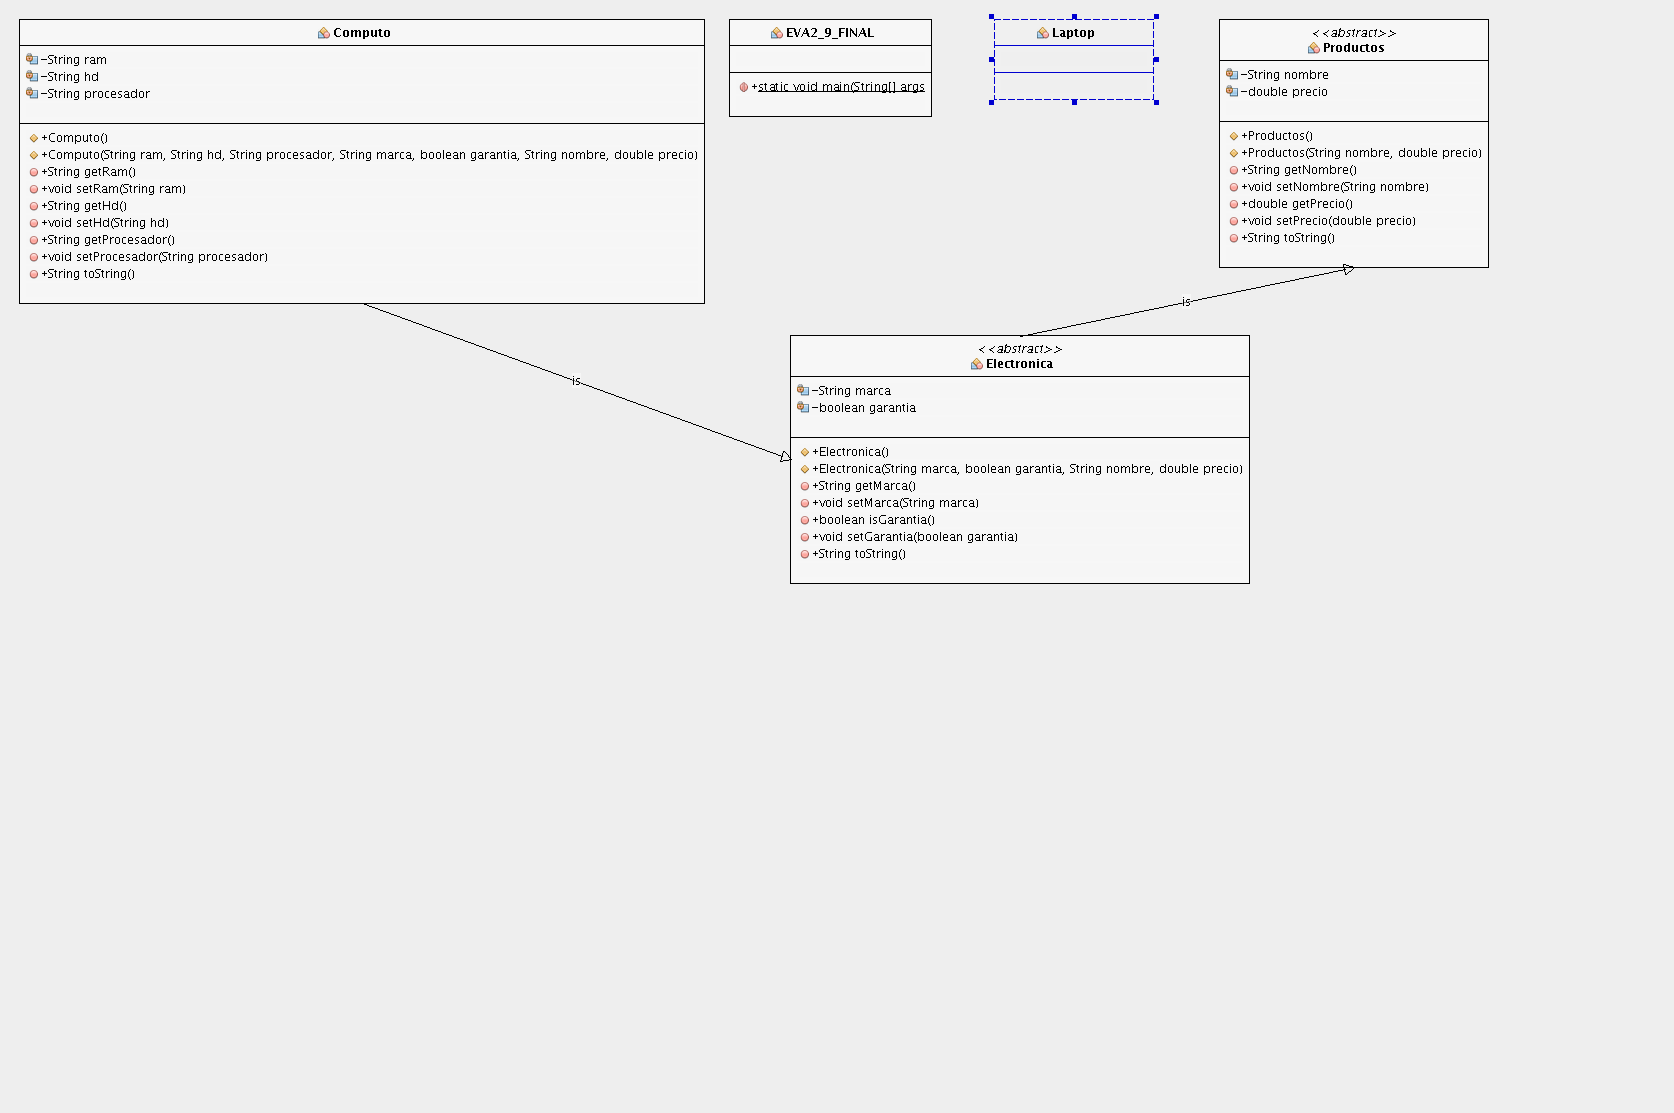 Computo
-String ram
-String hd
-String procesador
+Computo()
+Computo(String ram, String hd, String procesador, String marca, boolean garantia, String nombre, double precio)
+String getRam()
+void setRam(String ram)
+String getHd()
+void setHd(String hd)
+String getProcesador()
+void setProcesador(String procesador)
+String toString()
EVA2_9_FINAL
+static void main(String[] args
Laptop
<<abstract>>
Productos
-String nombre
-double precio
+Productos()
+Productos(String nombre, double precio)
+String getNombre()
+void setNombre(String nombre)
+double getPrecio()
+void setPrecio(double precio)
+String toString()
is
is
<<abstract>>
Electronica
-String marca
-boolean garantia
+Electronica()
+Electronica(String marca, boolean garantia, String nombre, double precio)
+String getMarca()
+void setMarca(String marca)
+boolean isGarantia()
+void setGarantia(boolean garantia)
+String toString()